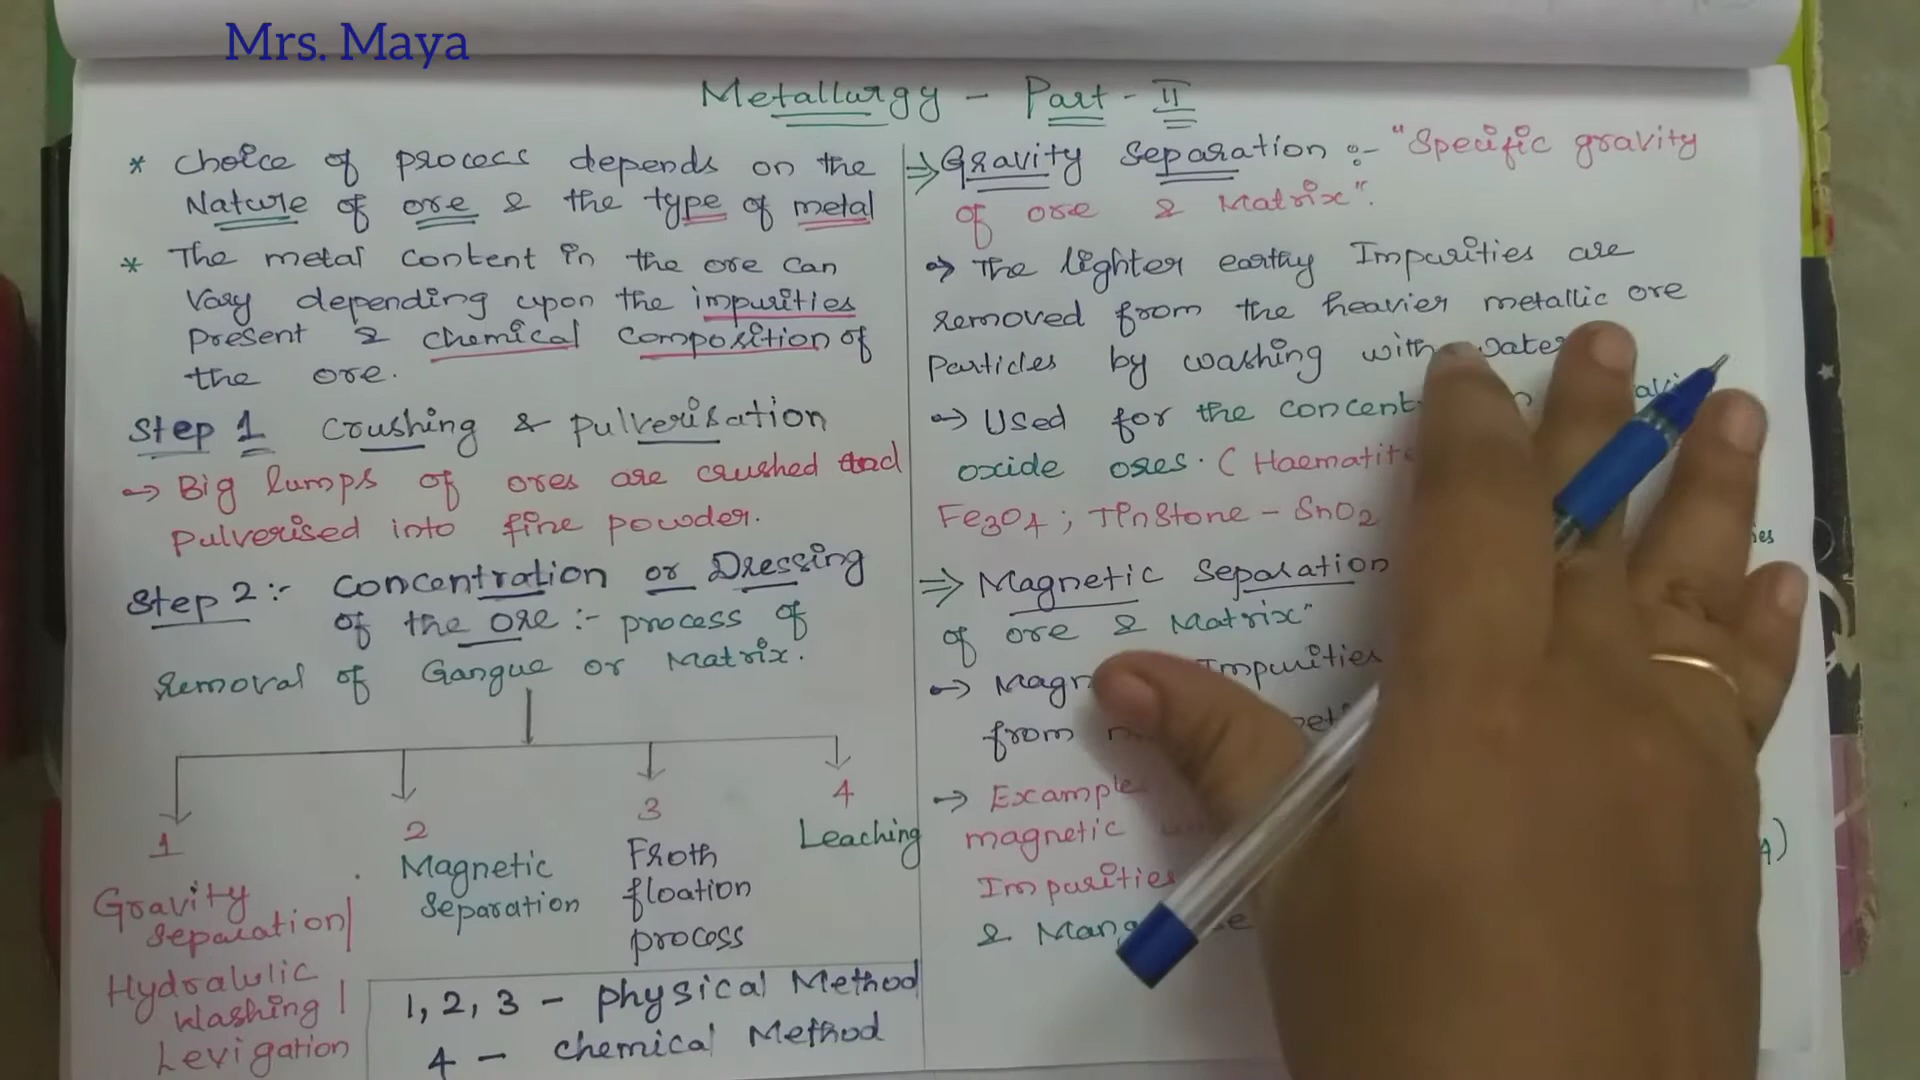 Mrs. Maya
Metallurgy - Part - II
* Choice of process depends on the
Nature of ore & the type of metal
* The metal content in the ore can
Vary depending upon the impurities
present & chemical composition of
the ore.
Step 1 Crushing & pulverisation
→ Big lumps of ores are crushed and
pulverised into fine powder.
Step 2 :- Concentration or Dressing
of the ore :- process of
removal of Gangue or Matrix.
1
Gravity
Separation/
Hydraulic
Washing /
Levigation
2
Magnetic
Separation
3
Froth
floation
process
4
Leaching
1, 2, 3 - physical Method
4 - chemical Method
⇒ Gravity Separation :- "Specific gravity
of ore & Matrix".
→ The lighter earthy Impurities are
removed from the heavier metallic ore
Particles by washing with
→ Used for the
oxide ores. (
Fe3O4 ; TinStone - SnO2
⇒ Magnetic Separation
of ore & Matrix"
→ Impurities
from
→ Example
magnetic
Impurities
&